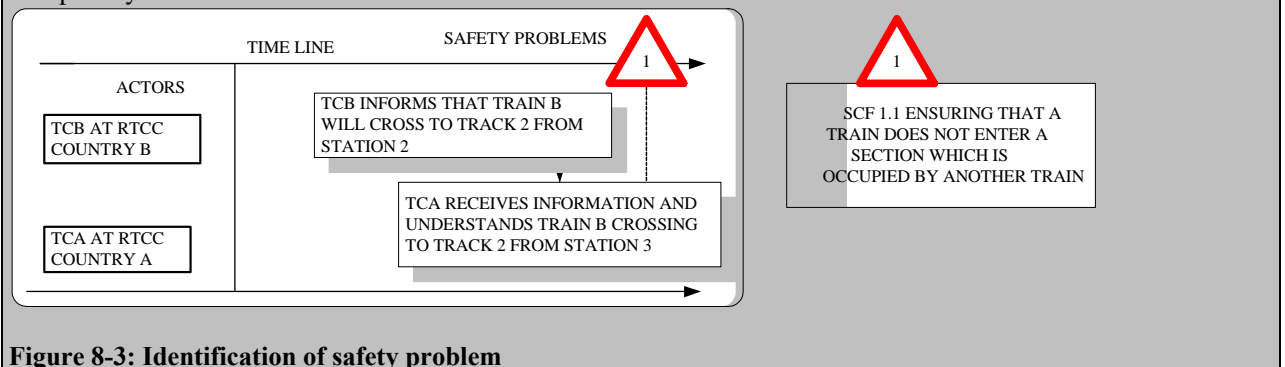 SAFETY PROBLEMS
TIME LINE
1
1
ACTORS
TCB AT RTCC
COUNTRY B
TCB INFORMS THAT TRAIN B
WILL CROSS TO TRACK 2 FROM
STATION 2
TCA RECEIVES INFORMATION AND
UNDERSTANDS TRAIN B CROSSING
TO TRACK 2 FROM STATION 3
TCA AT RTCC
COUNTRY A
SCF 1.1 ENSURING THAT A
TRAIN DOES NOT ENTER A
SECTION WHICH IS
OCCUPIED BY ANOTHER TRAIN
Figure 8-3: Identification of safety problem